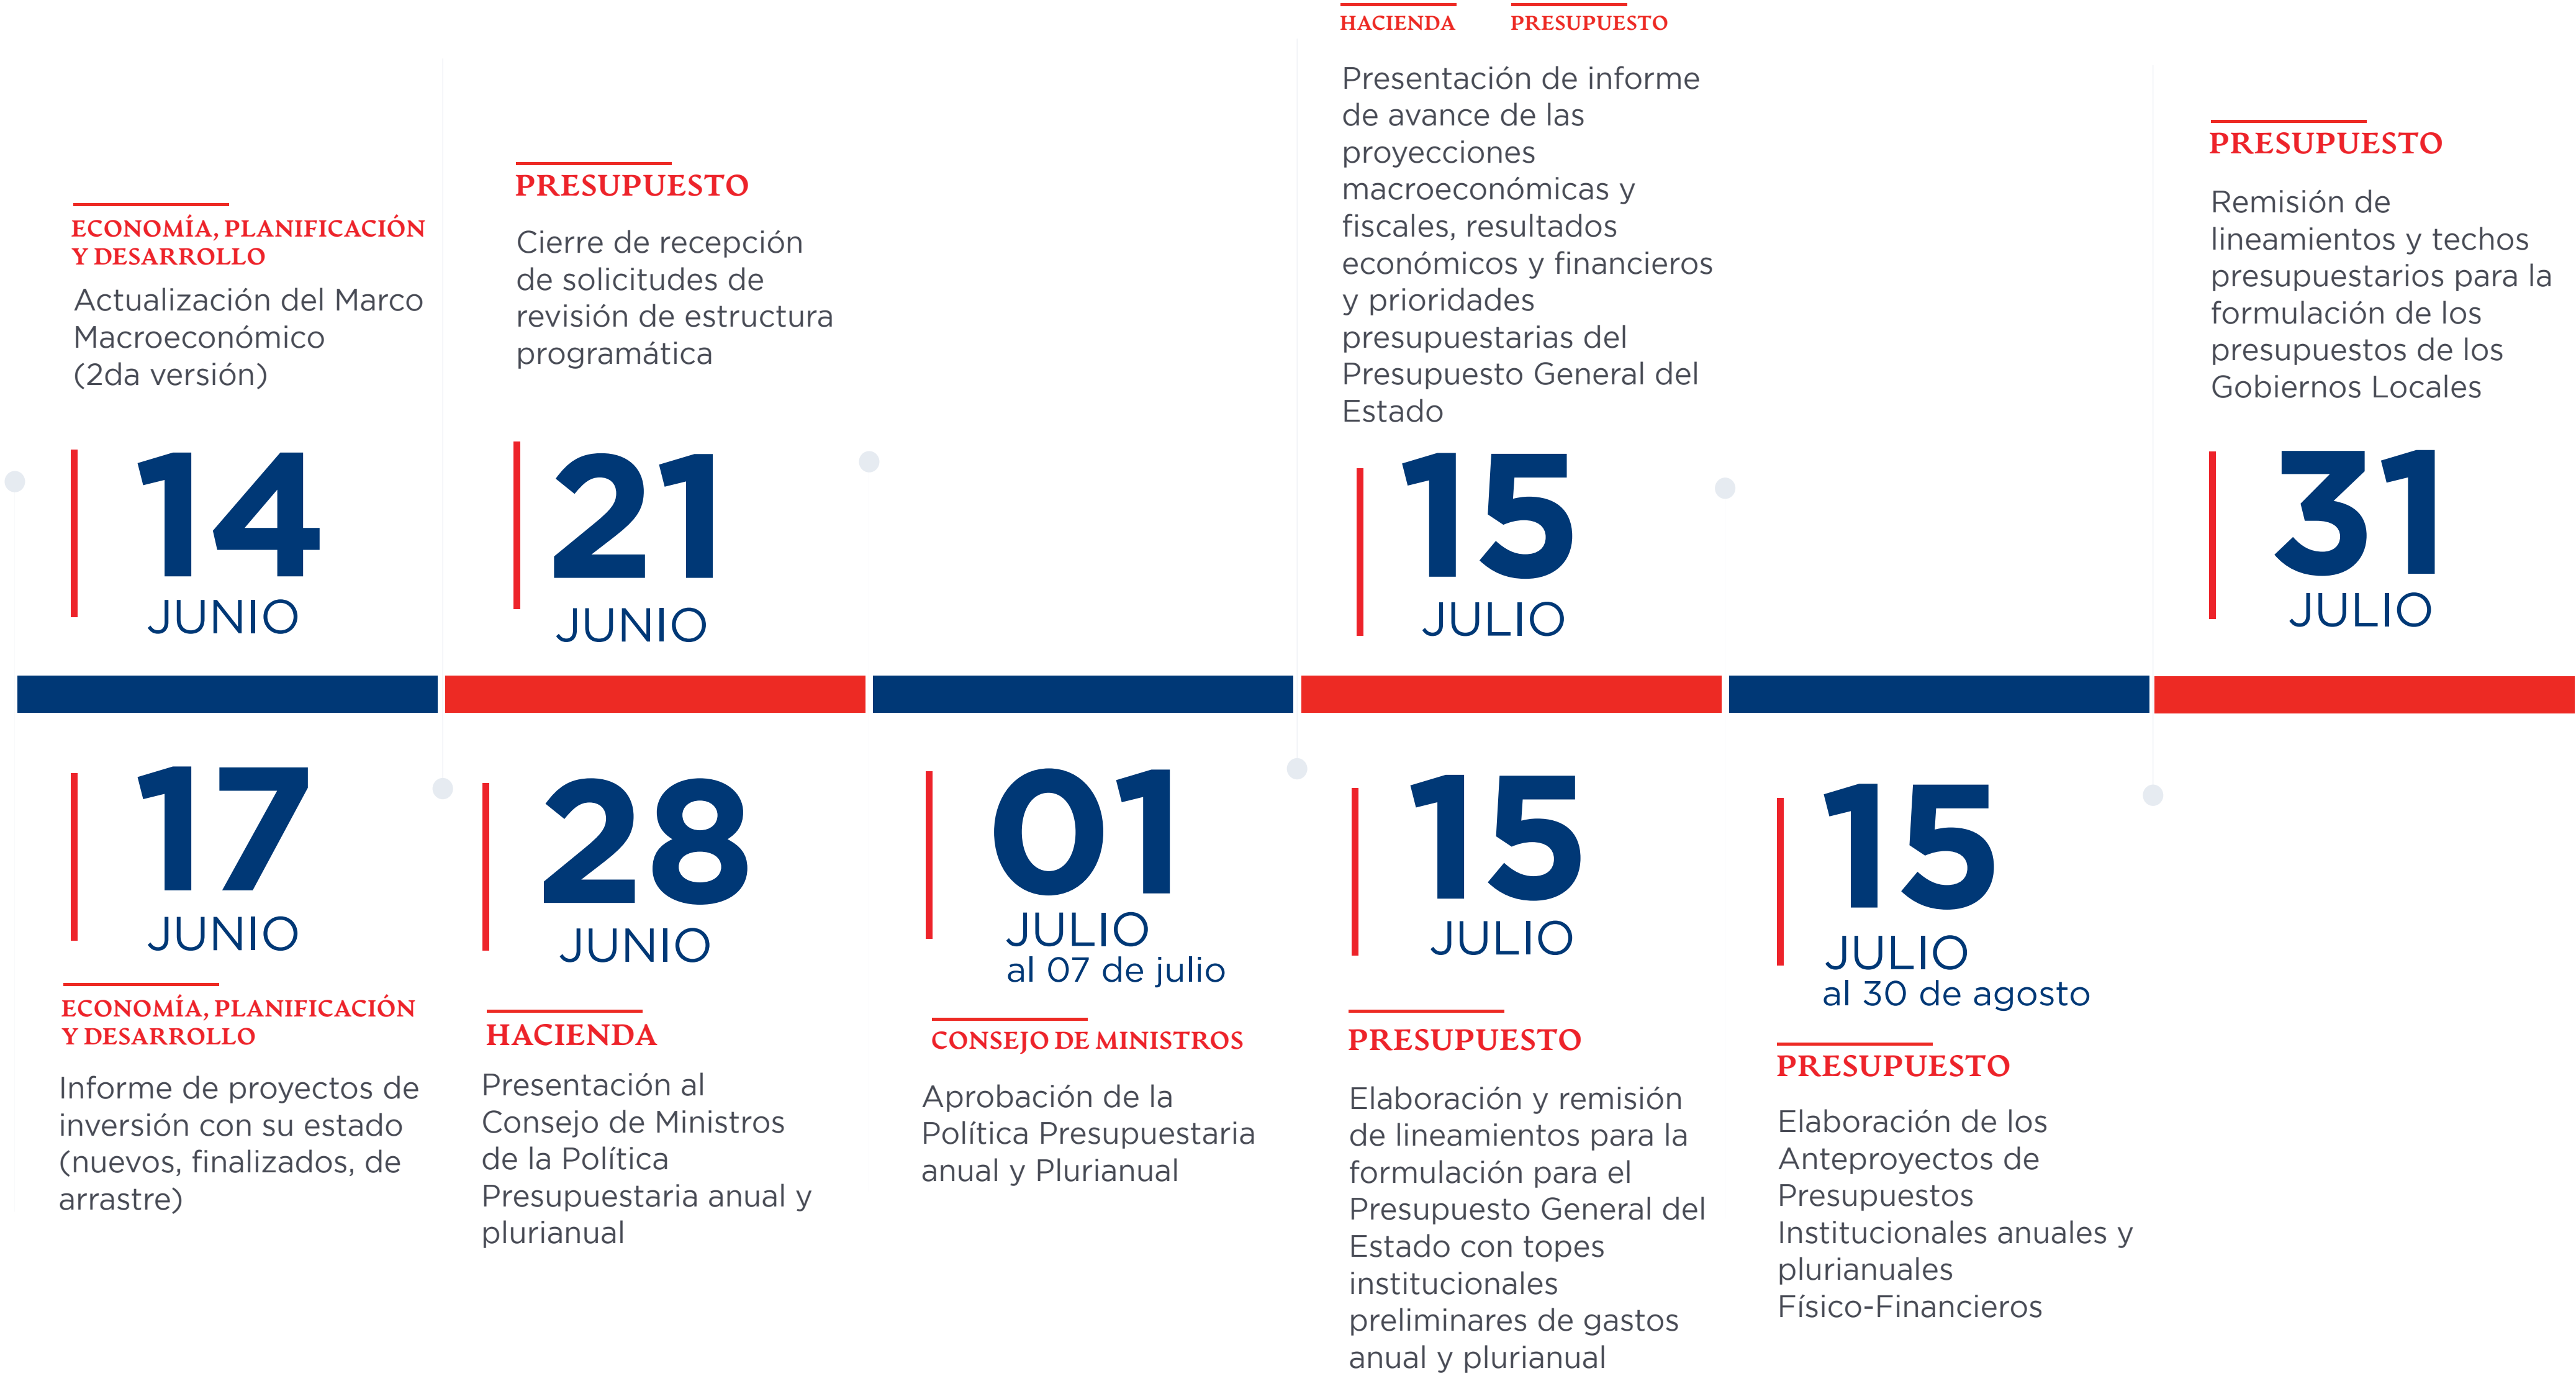 ECONOMÍA, PLANIFICACIÓN
Y DESARROLLO
Actualización del Marco
Macroeconómico
(2da versión)
14
JUNIO
17
JUNIO
ECONOMÍA, PLANIFICACIÓN
Y DESARROLLO
Informe de proyectos de
inversión con su estado
(nuevos, finalizados, de
arrastre)
PRESUPUESTO
Cierre de recepción
de solicitudes de
revisión de estructura
programática
21
JUNIO
28
JUNIO
HACIENDA
Presentación al
Consejo de Ministros
de la Política
Presupuestaria anual y
plurianual
01
JULIO
al 07 de julio
CONSEJO DE MINISTROS
Aprobación de la
Política Presupuestaria
anual y Plurianual
HACIENDA PRESUPUESTO
Presentación de informe
de avance de las
proyecciones
macroeconómicas y
fiscales, resultados
económicos y financieros
y prioridades
presupuestarias del
Presupuesto General del
Estado
15
JULIO
15
JULIO
PRESUPUESTO
Elaboración y remisión
de lineamientos para la
formulación para el
Presupuesto General del
Estado con topes
institucionales
preliminares de gastos
anual y plurianual
15
JULIO
al 30 de agosto
PRESUPUESTO
Elaboración de los
Anteproyectos de
Presupuestos
Institucionales anuales y
plurianuales
Físico-Financieros
PRESUPUESTO
Remisión de
lineamientos y techos
presupuestarios para la
formulación de los
presupuestos de los
Gobiernos Locales
31
JULIO